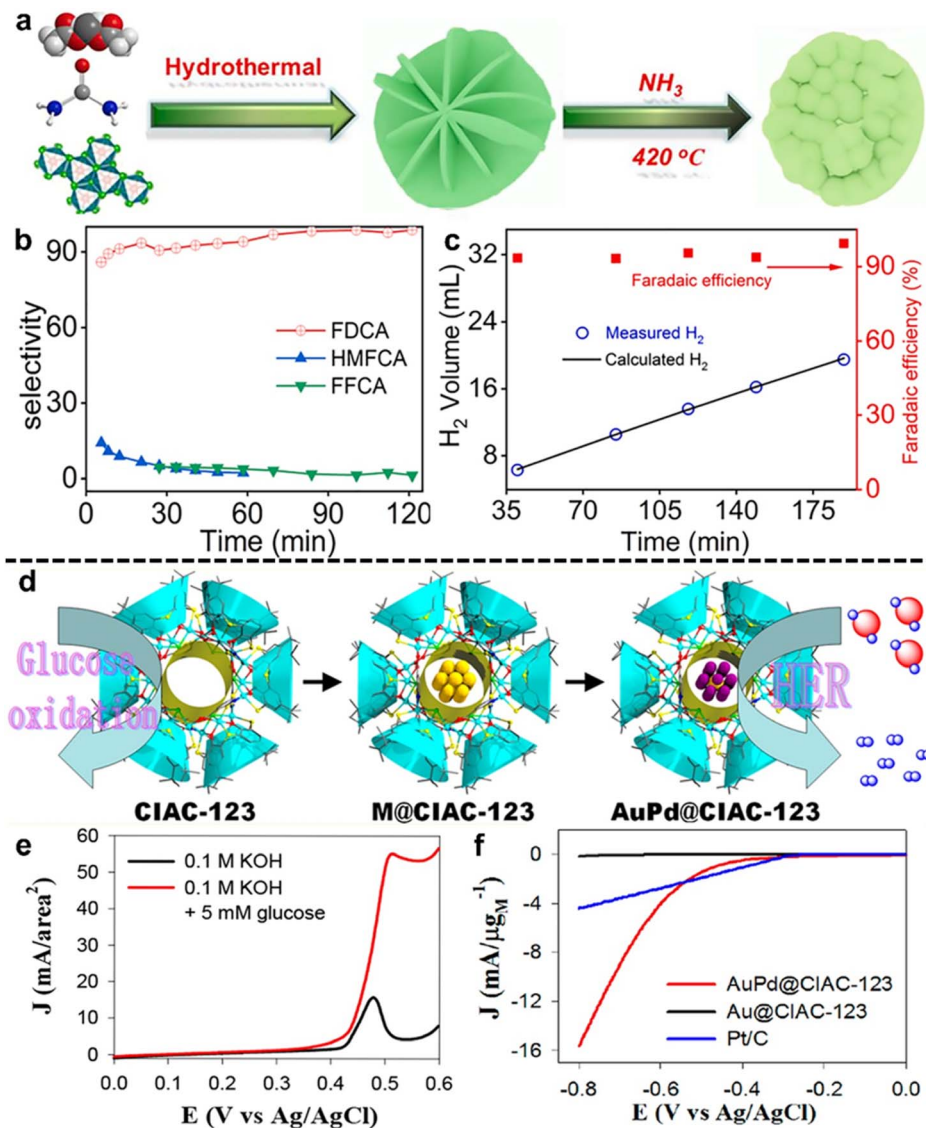 a
Hydrothermal
NH3
420 °C
b
selectivity
90
60
30
0
FDCA
HMFCA
FFCA
0 30 60 90 121
Time (min)
c
H2 Volume (mL)
32
24
16
8
Faradaic efficiency
Measured H2
Calculated H2
35 70 105 140 175
Time (min)
90
60
30
0
Faradaic efficiency (%)
d
Glucose
oxidation
HER
CIAC-123
M@CIAC-123
AuPd@CIAC-123
e
J (mA/area²)
60
50
40
30
20
10
0
0.1 M KOH
0.1 M KOH
+ 5 mM glucose
0.0 0.1 0.2 0.3 0.4 0.5 0.6
E (V vs Ag/AgCl)
f
J (mA/µgM⁻¹)
0
-4
-8
-12
-16
AuPd@CIAC-123
Au@CIAC-123
Pt/C
-0.8 -0.6 -0.4 -0.2 0.0
E (V vs Ag/AgCl)